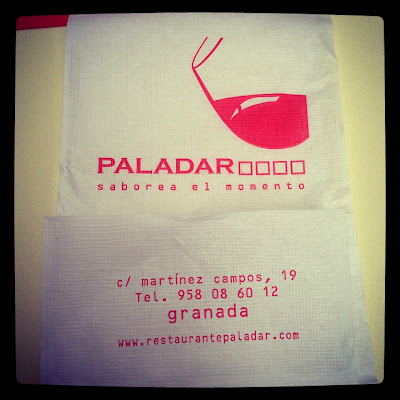 PALADAR□□□□
saborea el momento
c/ martínez campos, 19
Tel. 958 08 60 12
granada
www.restaurantepaladar.com